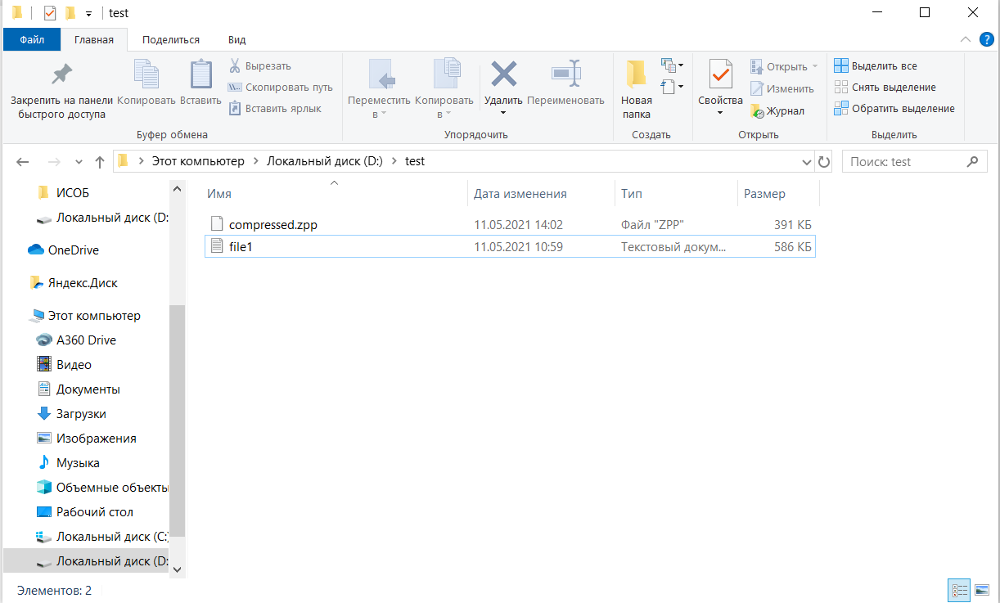 test
Файл Главная Поделиться Вид
Закрепить на панели быстрого доступа
Копировать
Вставить
Вырезать
Скопировать путь
Вставить ярлык
Буфер обмена
Переместить в
Копировать в
Удалить
Переименовать
Упорядочить
Новая папка
Создать
Свойства
Открыть
Изменить
Журнал
Открыть
Выделить все
Снять выделение
Обратить выделение
Выделить
Этот компьютер Локальный диск (D:) test
Поиск: test
ИСОБ
Локальный диск (D:
OneDrive
Яндекс.Диск
Этот компьютер
A360 Drive
Видео
Документы
Загрузки
Изображения
Музыка
Объемные объекты
Рабочий стол
Локальный диск (C:
Локальный диск (D:
Имя Дата изменения Тип Размер
compressed.zpp 11.05.2021 14:02 Файл "ZPP" 391 КБ
file1 11.05.2021 10:59 Текстовый докум... 586 КБ
Элементов: 2